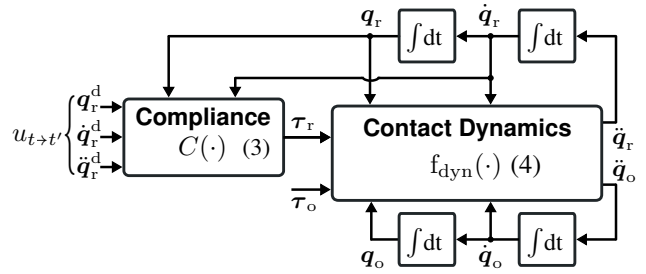 q_r ∫dt q̇_r ∫dt
u_{t→t'} { q_r^d q̇_r^d q̈_r^d
Compliance
C(·) (3)
τ_r
τ_o
Contact Dynamics
f_dyn(·) (4)
q̈_r
q̈_o
q_o ∫dt q̇_o ∫dt